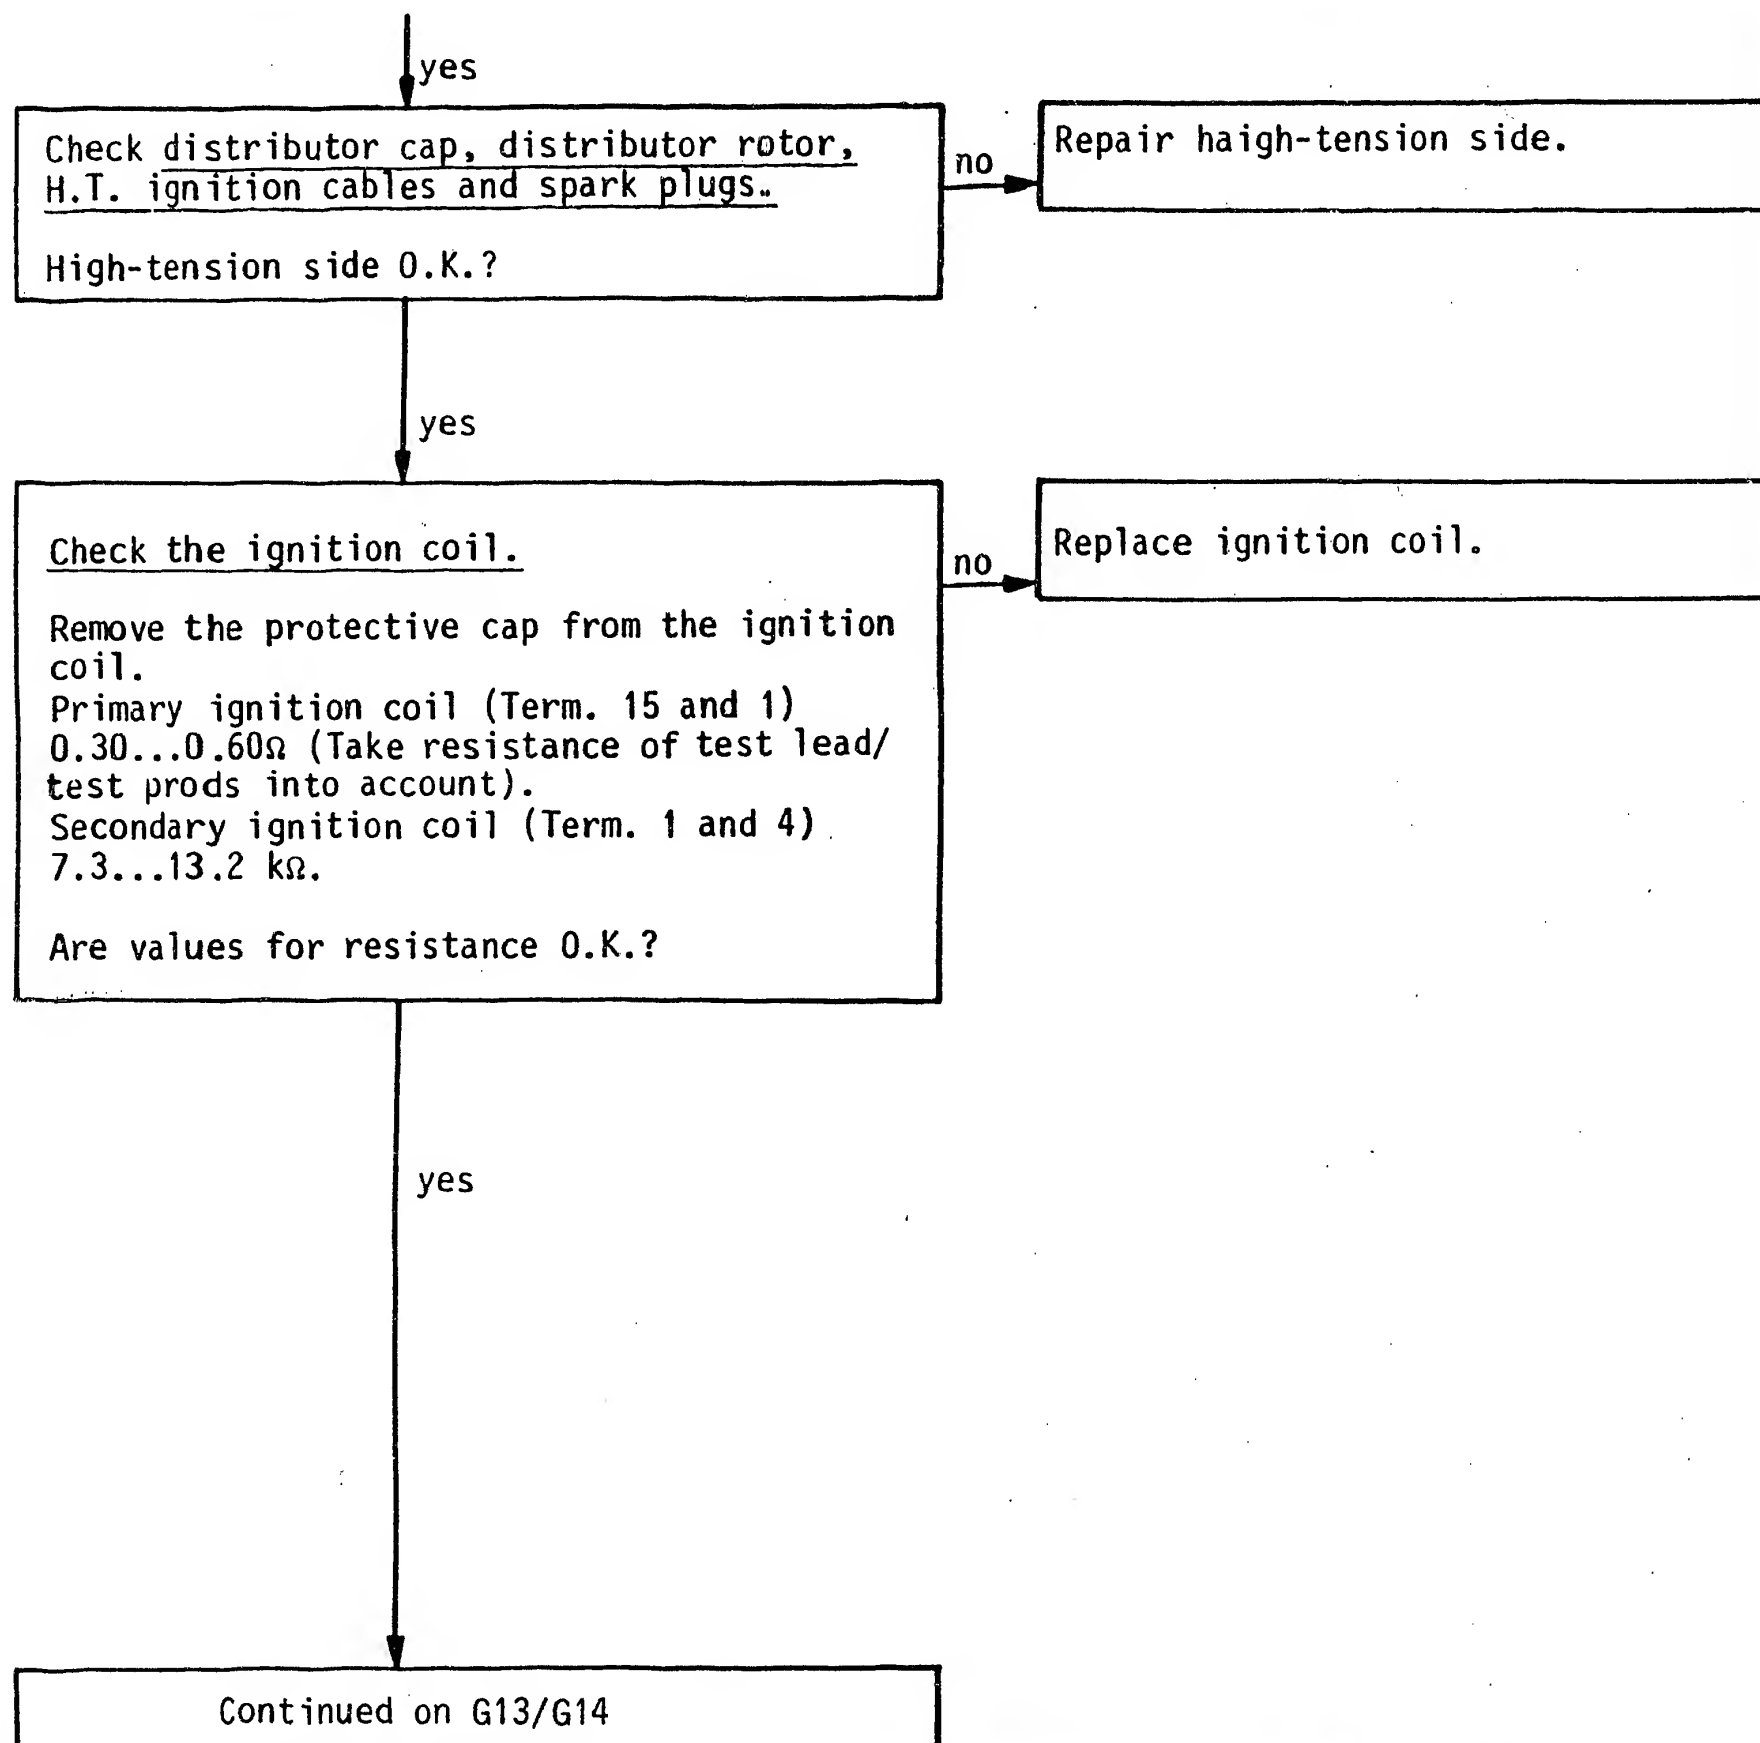 yes
Check distributor cap, distributor rotor,
H.T. ignition cables and spark plugs.
High-tension side O.K.?
no
Repair haigh-tension side.
yes
Check the ignition coil.
Remove the protective cap from the ignition
coil.
Primary ignition coil (Term. 15 and 1)
0.30...0.60Ω (Take resistance of test lead/
test prods into account).
Secondary ignition coil (Term. 1 and 4)
7.3...13.2 kΩ.
Are values for resistance O.K.?
no
Replace ignition coil.
yes
Continued on G13/G14